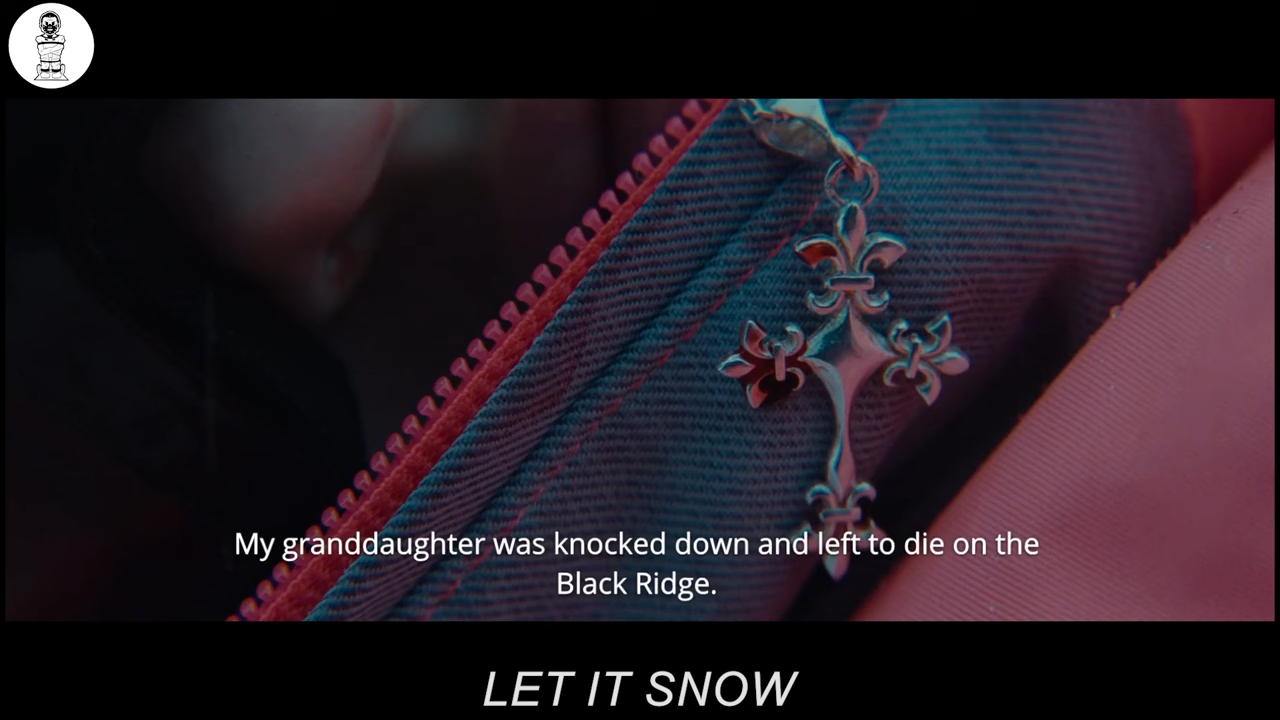 My granddaughter was knocked down and left to die on the
Black Ridge.
LET IT SNOW